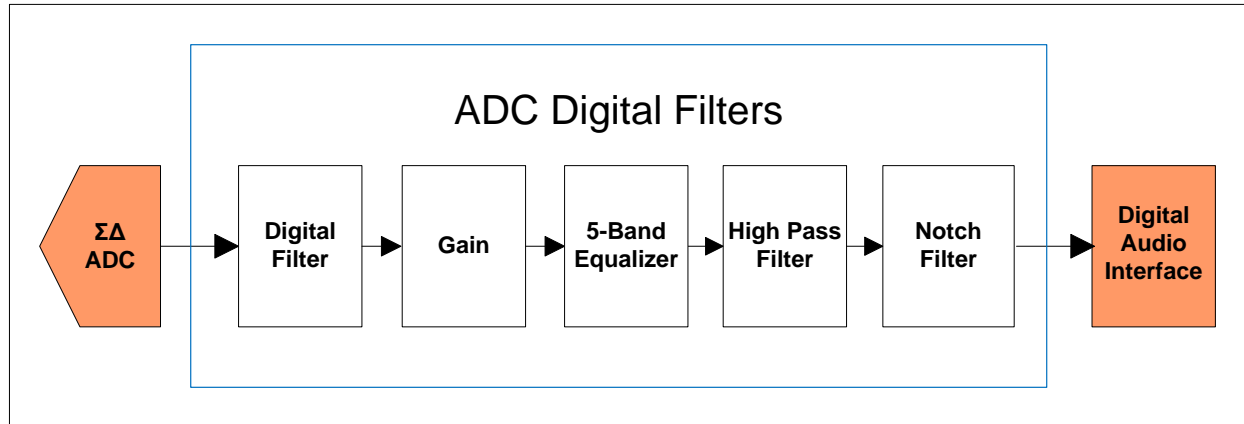 ADC Digital Filters
ΣΔ
ADC
Digital
Filter
Gain
5-Band
Equalizer
High Pass
Filter
Notch
Filter
Digital
Audio
Interface